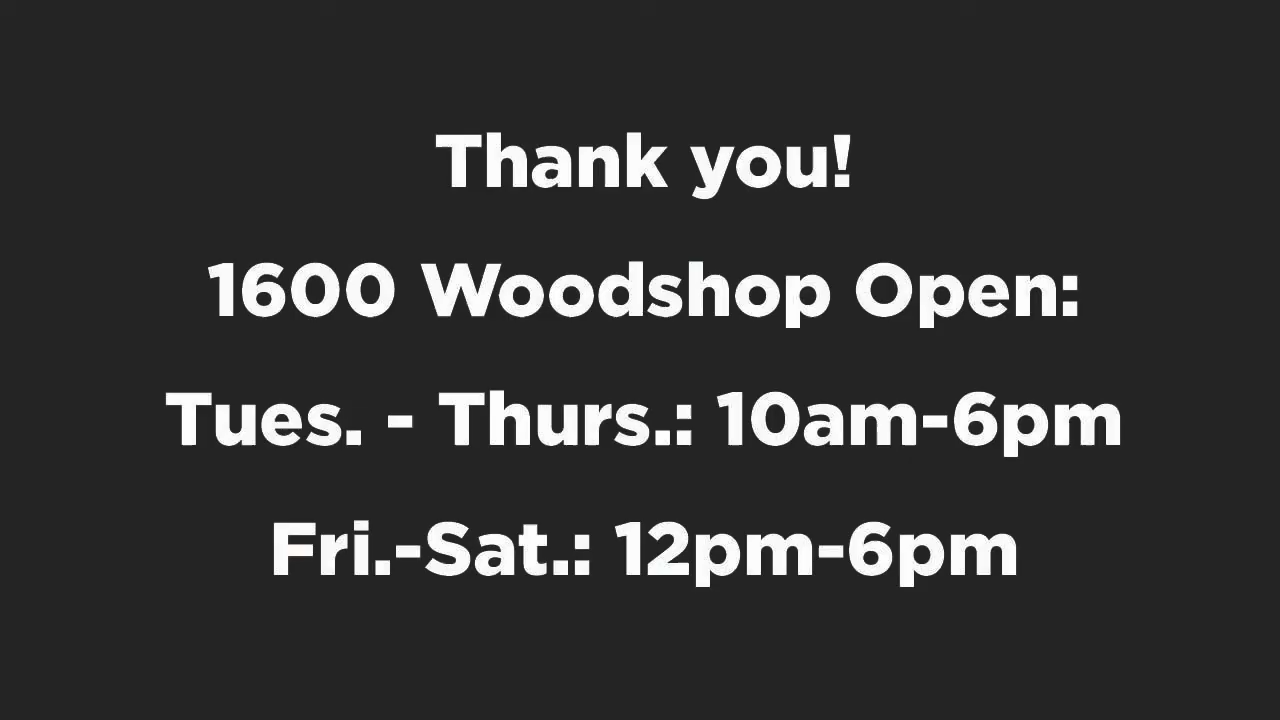 Thank you!
1600 Woodshop Open:
Tues. - Thurs.: 10am-6pm
Fri.-Sat.: 12pm-6pm